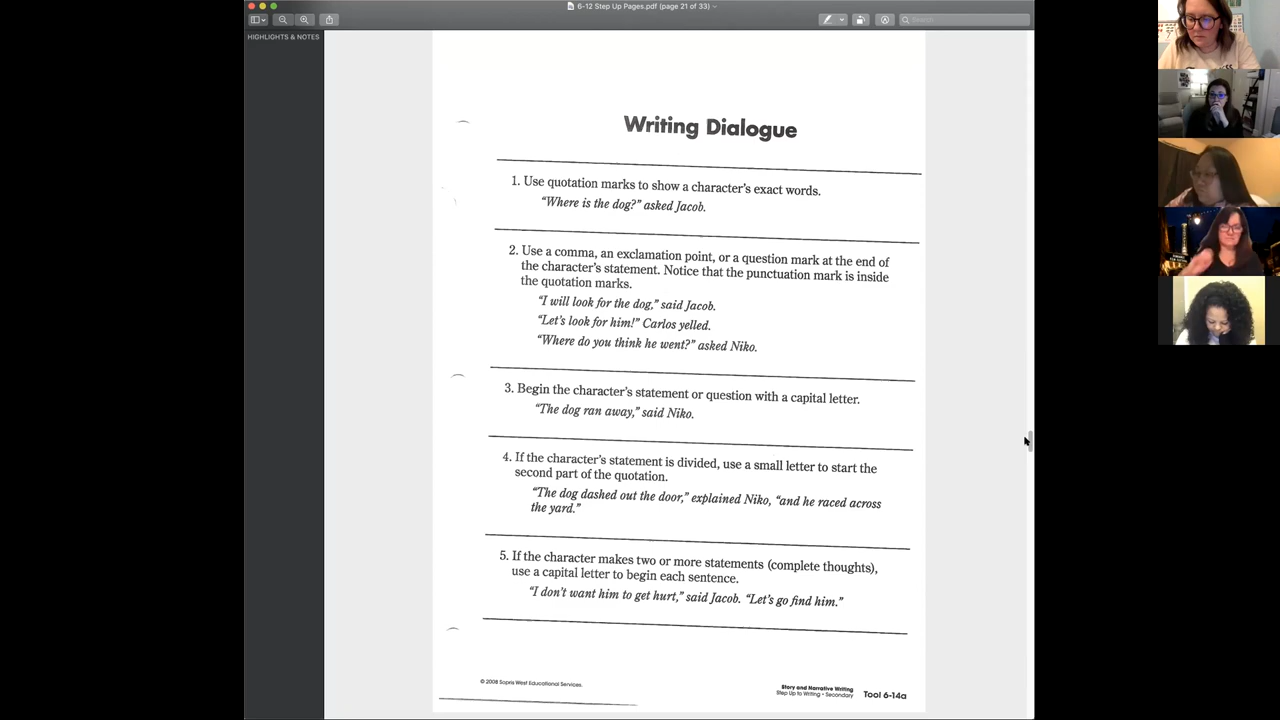 6-12 Step Up Pages.pdf (page 21 of 33)
Search
HIGHLIGHTS & NOTES
Writing Dialogue
1. Use quotation marks to show a character's exact words.
"Where is the dog?" asked Jacob.
2. Use a comma, an exclamation point, or a question mark at the end of
the character's statement. Notice that the punctuation mark is inside
the quotation marks.
"I will look for the dog," said Jacob.
"Let's look for him!" Carlos yelled.
"Where do you think he went?" asked Niko.
3. Begin the character's statement or question with a capital letter.
"The dog ran away," said Niko.
4. If the character's statement is divided, use a small letter to start the
second part of the quotation.
"The dog dashed out the door," explained Niko, "and he raced across
the yard."
5. If the character makes two or more statements (complete thoughts),
use a capital letter to begin each sentence.
"I don't want him to get hurt," said Jacob. "Let's go find him."
© 2008 Sopris West Educational Services.
Story and Narrative Writing
Step Up to Writing • Secondary
Tool 6-14a